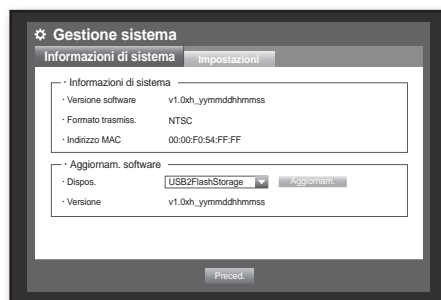 Gestione sistema
Informazioni di sistema Impostazioni
· Informazioni di sistema
· Versione software v1.0xh_yymmddhhmmss
· Formato trasmiss. NTSC
· Indirizzo MAC 00:00:F0:54:FF:FF
· Aggiornam. software
· Dispos. USB2FlashStorage Aggiornam.
· Versione v1.0xh_yymmddhhmmss
Preced.